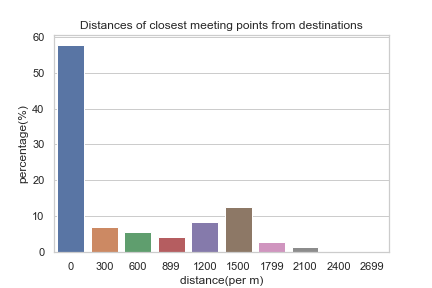 Distances of closest meeting points from destinations
percentage(%)
60
50
40
30
20
10
0
0 300 600 899 1200 1500 1799 2100 2400 2699
distance(per m)